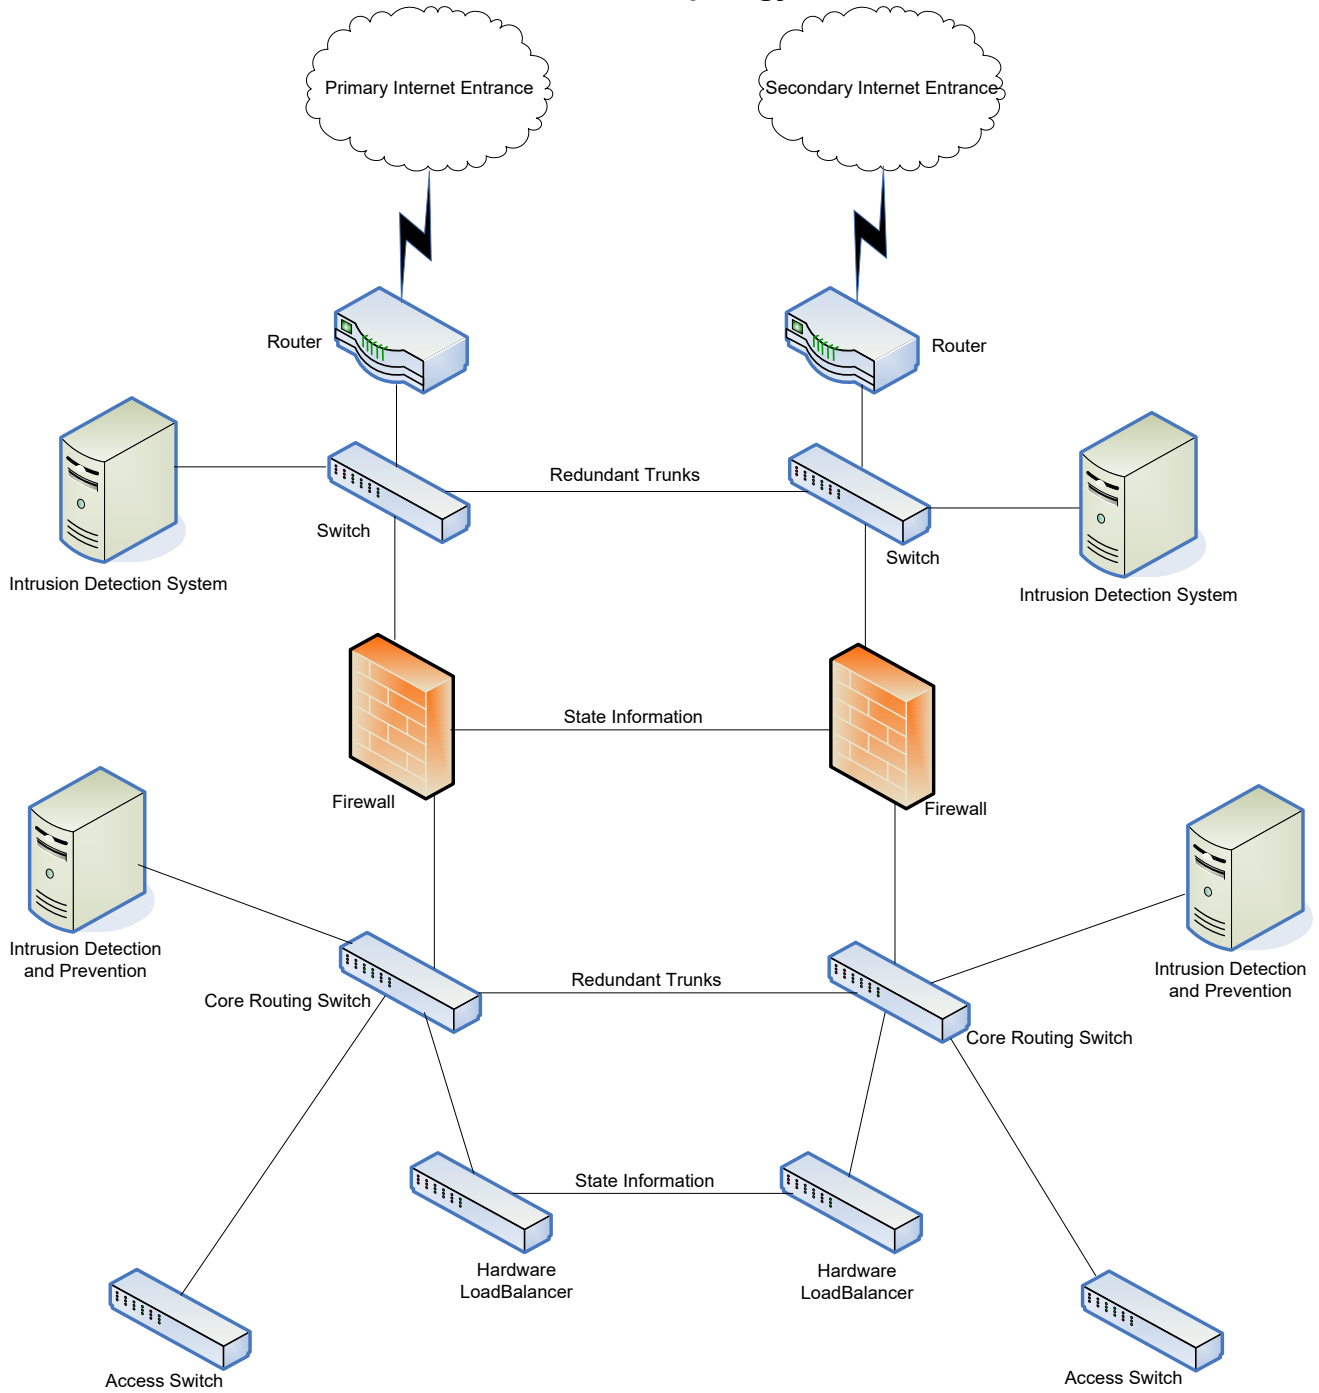 Primary Internet Entrance
Secondary Internet Entrance
Router
Router
Redundant Trunks
Switch
Switch
Intrusion Detection System
Intrusion Detection System
State Information
Firewall
Firewall
Intrusion Detection
and Prevention
Intrusion Detection
and Prevention
Redundant Trunks
Core Routing Switch
Core Routing Switch
State Information
Hardware
LoadBalancer
Hardware
LoadBalancer
Access Switch
Access Switch